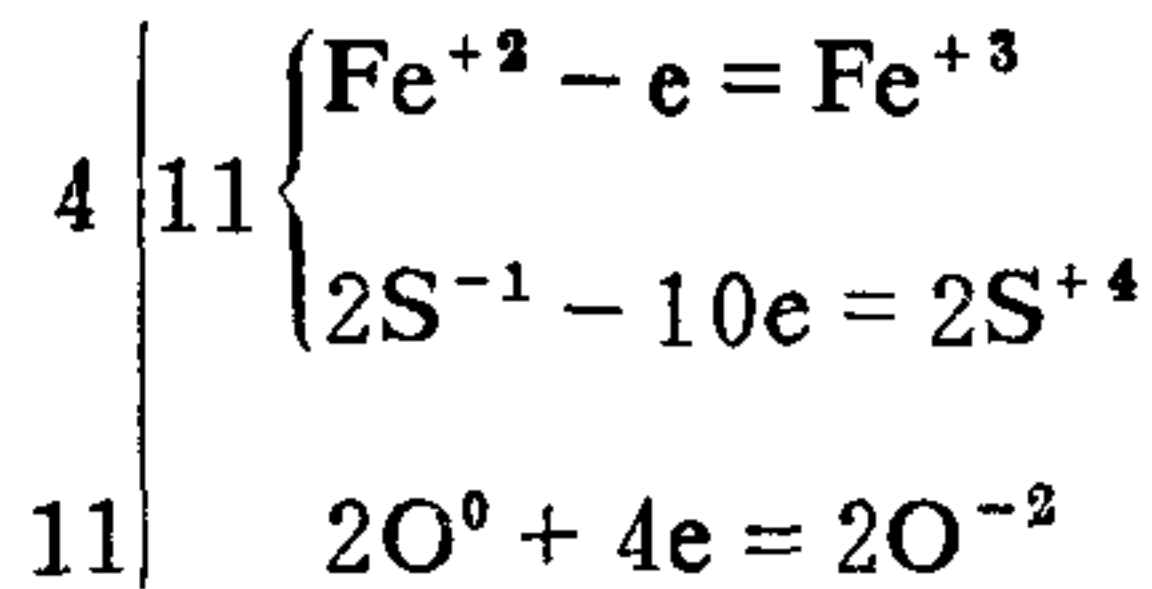 Fe⁺² − e = Fe⁺³
4 | 11 {
2S⁻¹ − 10e = 2S⁺⁴
11 | 2O⁰ + 4e = 2O⁻²